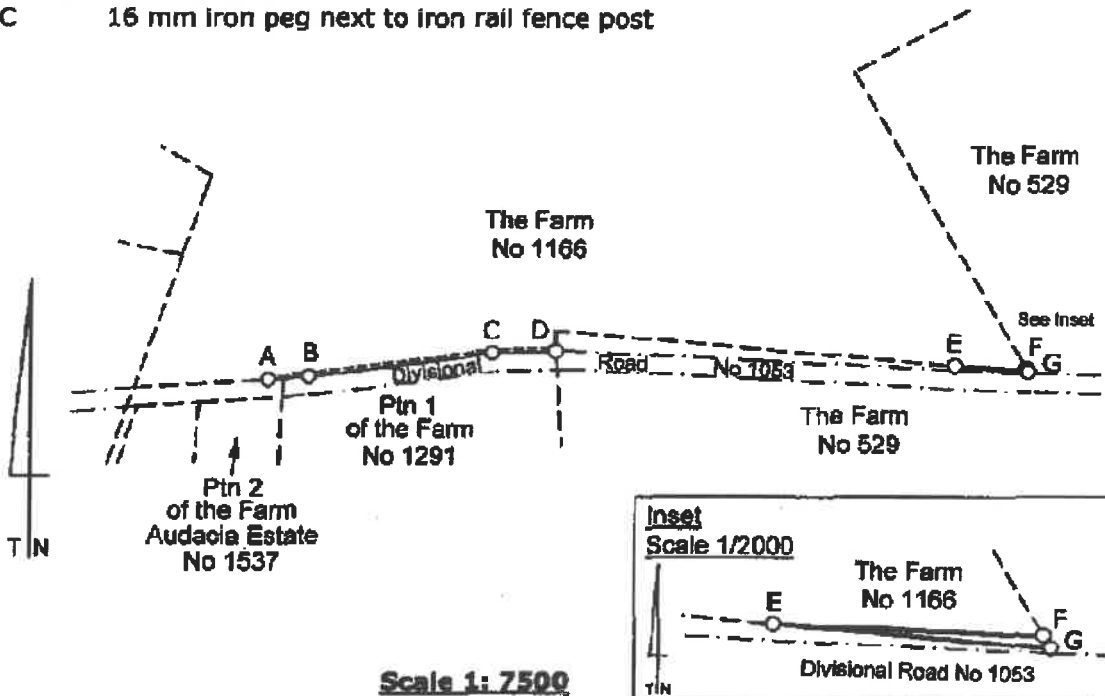 C 16 mm iron peg next to iron rail fence post
The Farm
No 529
The Farm
No 1166
See Inset
A B C D E F G
Divisional Road No 1053
Ptn 1
of the Farm
No 1291
The Farm
No 529
Ptn 2
of the Farm
Audacia Estate
No 1537
T N
Inset
Scale 1/2000
The Farm
No 1166
E F
G
Divisional Road No 1053
T N
Scale 1: 7500